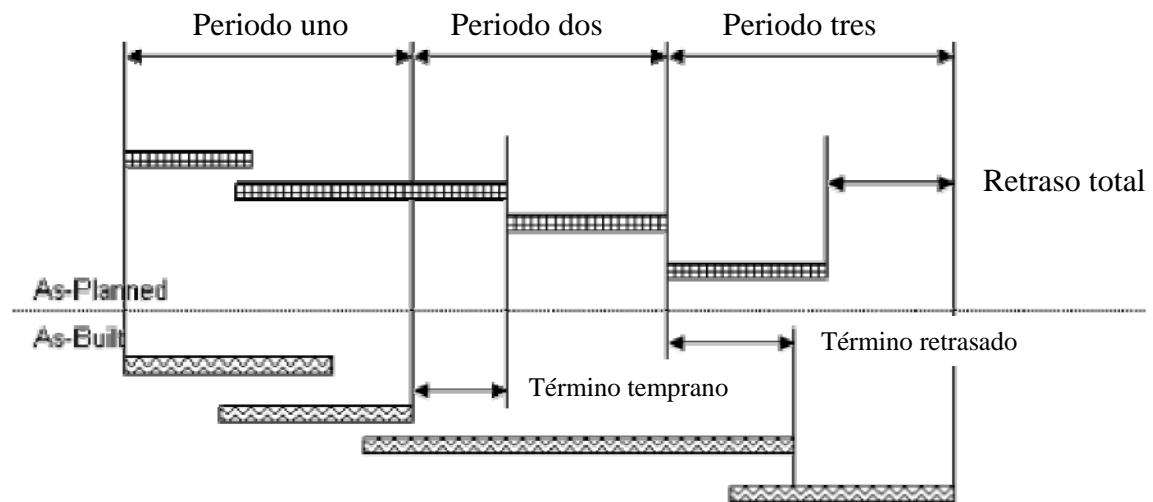 Periodo uno
Periodo dos
Periodo tres
Retraso total
As-Planned
As-Built
Término retrasado
Término temprano